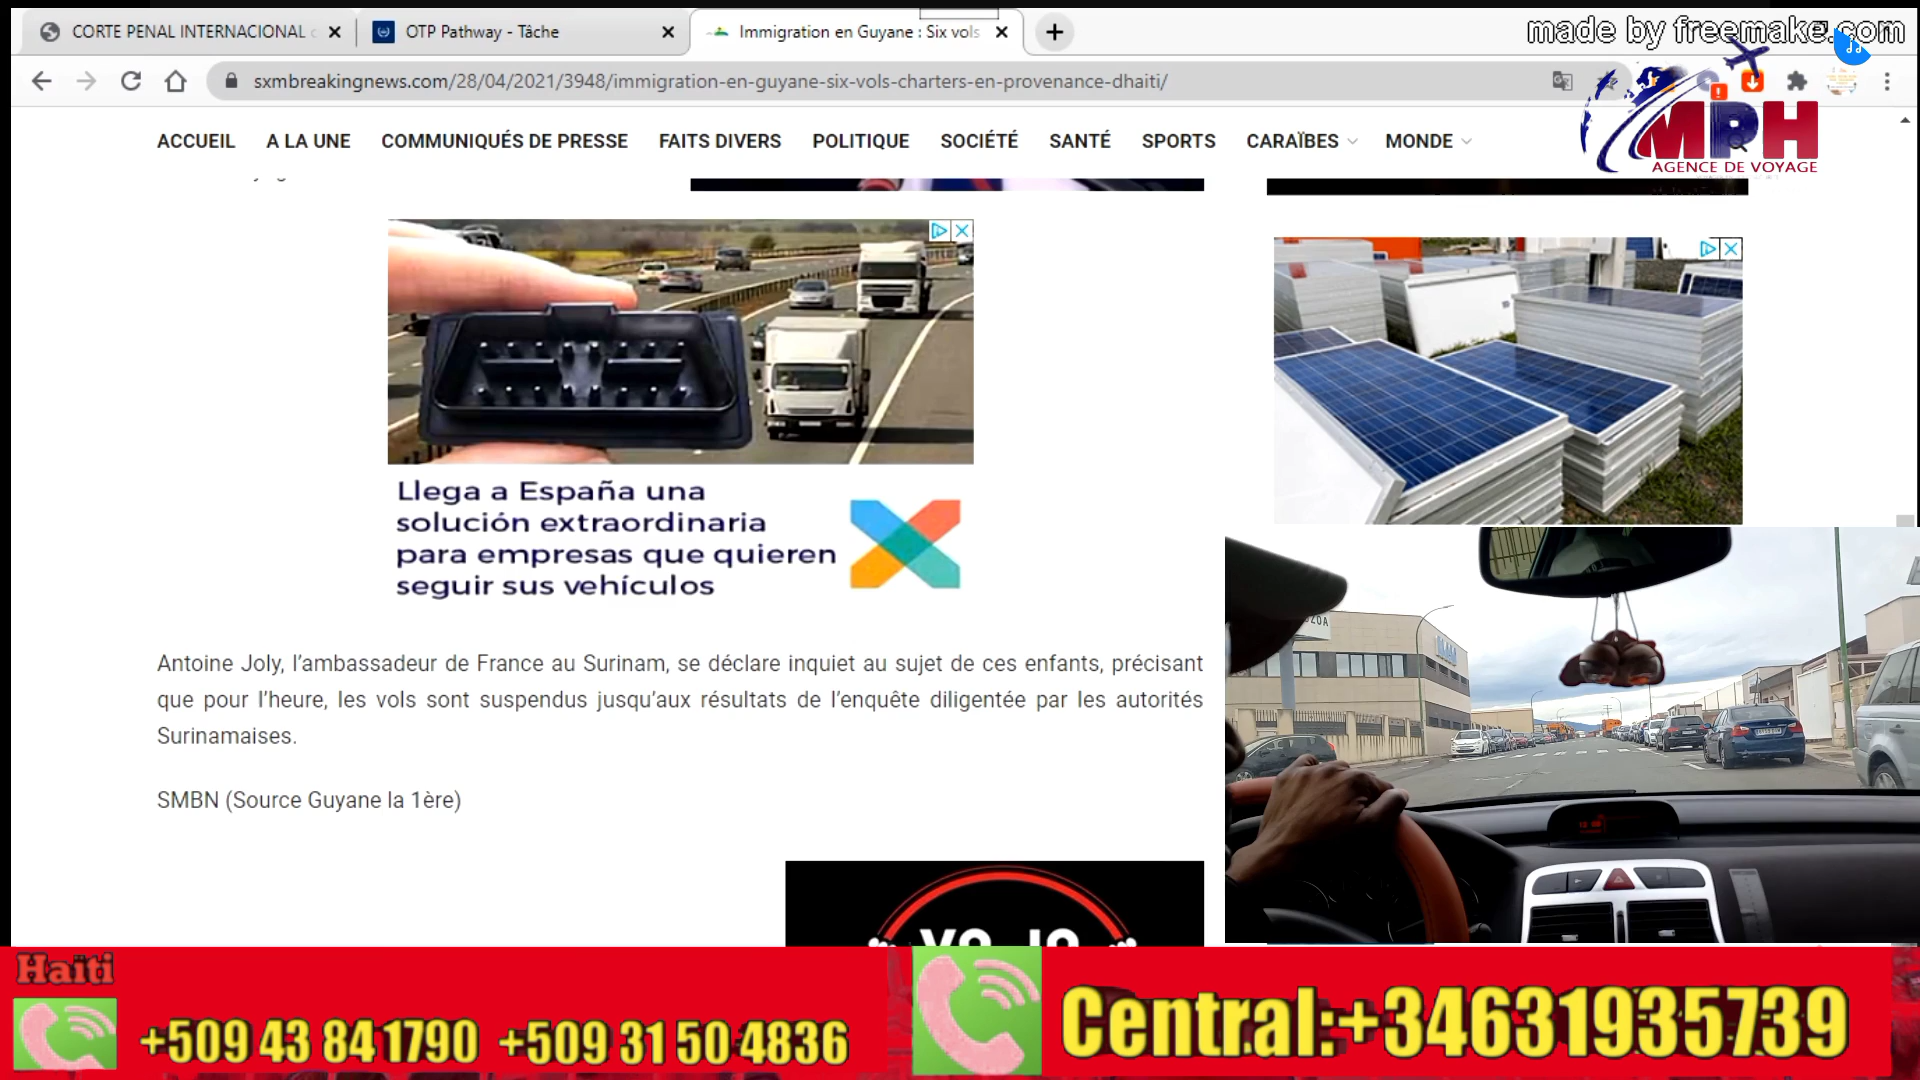 CORTE PENAL INTERNACIONAL
OTP Pathway - Tâche
Immigration en Guyane : Six vols
made by freemake.com
sxmbreakingnews.com/28/04/2021/3948/immigration-en-guyane-six-vols-charters-en-provenance-dhaiti/
MPH
AGENCE DE VOYAGE
ACCUEIL A LA UNE COMMUNIQUÉS DE PRESSE FAITS DIVERS POLITIQUE SOCIÉTÉ SANTÉ SPORTS CARAÏBES MONDE
Llega a España una
solución extraordinaria
para empresas que quieren
seguir sus vehículos
Antoine Joly, l’ambassadeur de France au Surinam, se déclare inquiet au sujet de ces enfants, précisant
que pour l’heure, les vols sont suspendus jusqu’aux résultats de l’enquête diligentée par les autorités
Surinamaises.
SMBN (Source Guyane la 1ère)
Haïti
+509 43 84 1790 +509 31 50 4836
Central:+34631935739